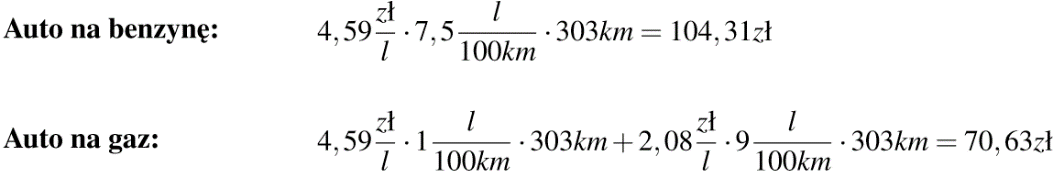 Auto na benzynę: 4,59 zł/l · 7,5 l/100km · 303km = 104,31zł
Auto na gaz: 4,59 zł/l · 1 l/100km · 303km + 2,08 zł/l · 9 l/100km · 303km = 70,63zł